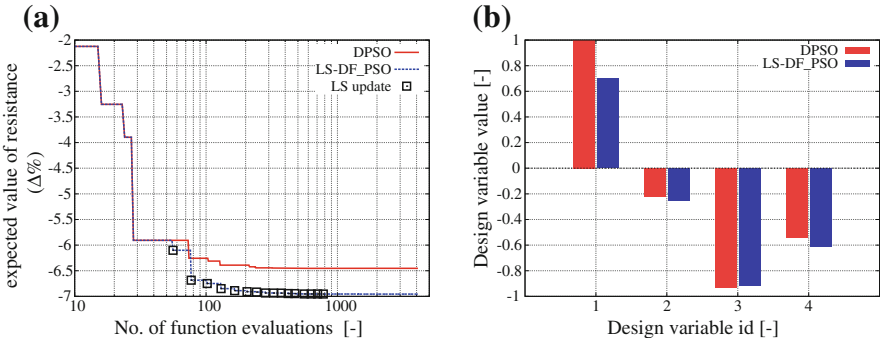 (a)
expected value of resistance
(Δ%)
-2
-2.5
-3
-3.5
-4
-4.5
-5
-5.5
-6
-6.5
-7
DPSO
LS-DF_PSO
LS update
10
100
1000
No. of function evaluations [-]
(b)
Design variable value [-]
1
0.8
0.6
0.4
0.2
0
-0.2
-0.4
-0.6
-0.8
-1
DPSO
LS-DF_PSO
1
2
3
4
Design variable id [-]